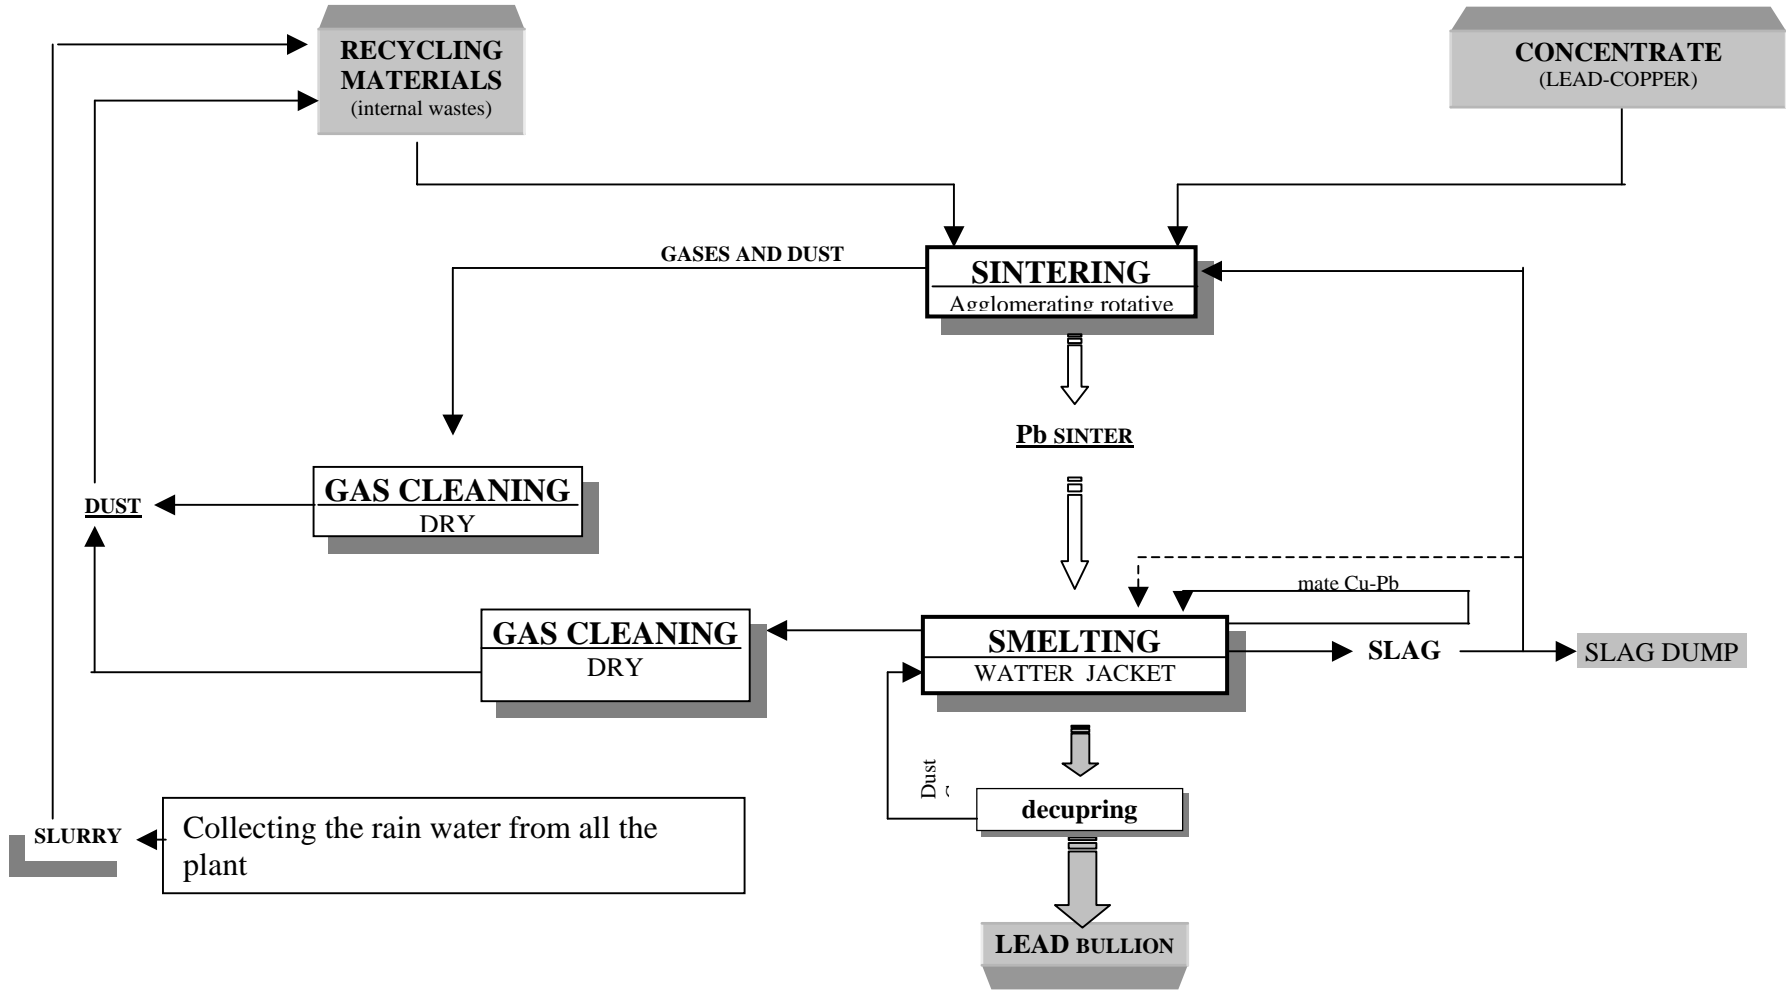 RECYCLING
MATERIALS
(internal wastes)
CONCENTRATE
(LEAD-COPPER)
GASES AND DUST
SINTERING
Agglomerating rotative
Pb SINTER
GAS CLEANING
DRY
DUST
mate Cu-Pb
GAS CLEANING
DRY
SMELTING
WATTER JACKET
SLAG
SLAG DUMP
Dust
decupring
SLURRY
Collecting the rain water from all the
plant
LEAD BULLION